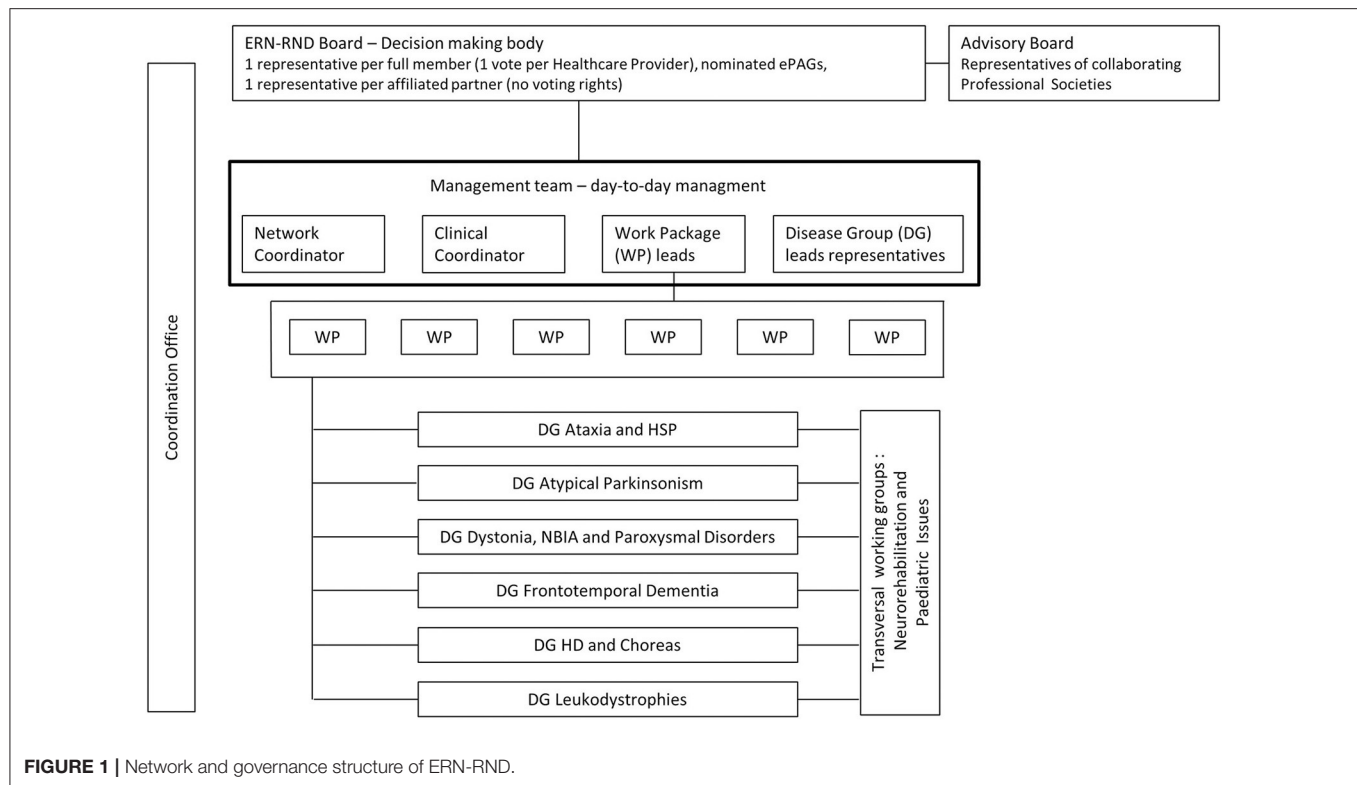 ERN-RND Board – Decision making body
1 representative per full member (1 vote per Healthcare Provider), nominated ePAGs,
1 representative per affiliated partner (no voting rights)
Advisory Board
Representatives of collaborating
Professional Societies
Coordination Office
Management team – day-to-day managment
Network
Coordinator
Clinical
Coordinator
Work Package
(WP) leads
Disease Group (DG)
leads representatives
WP
WP
WP
WP
WP
WP
DG Ataxia and HSP
DG Atypical Parkinsonism
DG Dystonia, NBIA and Paroxysmal Disorders
DG Frontotemporal Dementia
DG HD and Choreas
DG Leukodystrophies
Transversal working groups :
Neurorehabilitation and
Paediatric Issues
FIGURE 1 | Network and governance structure of ERN-RND.